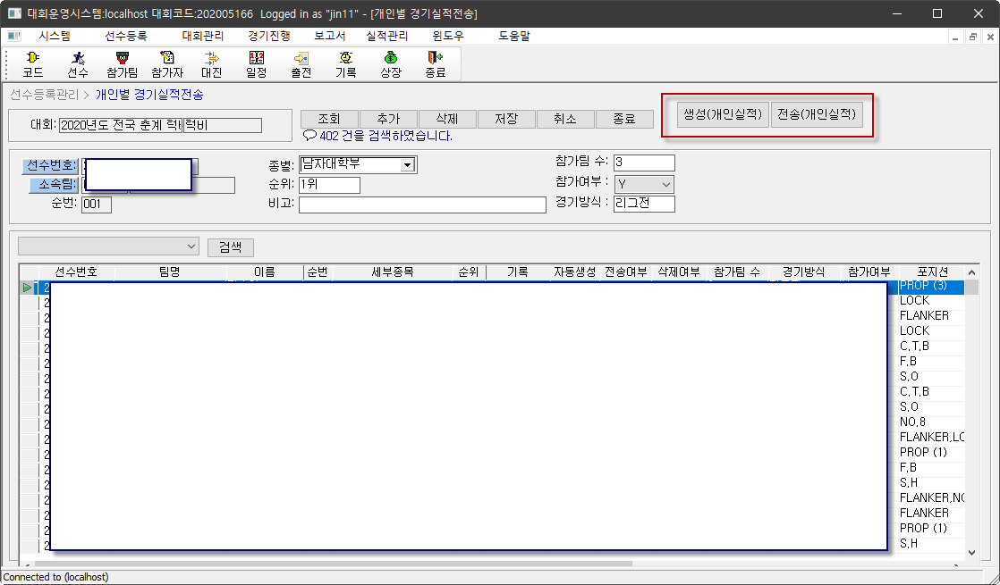 대회운영시스템:localhost 대회코드:202005166 Logged in as "jin11" - [개인별 경기실적전송]
시스템 선수등록 대회관리 경기진행 보고서 실적관리 윈도우 도움말
코드 선수 참가팀 참가자 대진 일정 출전 기록 상장 종료
선수등록관리 > 개인별 경기실적전송
대회: 2020년도 전국 춘계 럭비
조회 추가 삭제 저장 취소 종료 생성(개인실적) 전송(개인실적)
402 건을 검색하였습니다.
선수번호: 종별: 남자대학부 참가팀 수: 3
소속팀: 순위: 1위 참가여부 : Y
순번: 001 비고: 경기방식 : 리그전
검색
선수번호 팀명 이름 순번 세부종목 순위 기록 자동생성 전송여부 삭제여부 참가팀 수 경기방식 참가여부 포지션
2 PROP (3)
2 LOCK
2 FLANKER
2 LOCK
2 C,T,B
2 F,B
2 S,O
2 C,T,B
2 S,O
2 NO,8
2 FLANKER,LO
2 PROP (1)
2 F,B
2 S,H
2 FLANKER,NO
2 FLANKER
2 PROP (1)
2 S,H
Connected to (localhost)